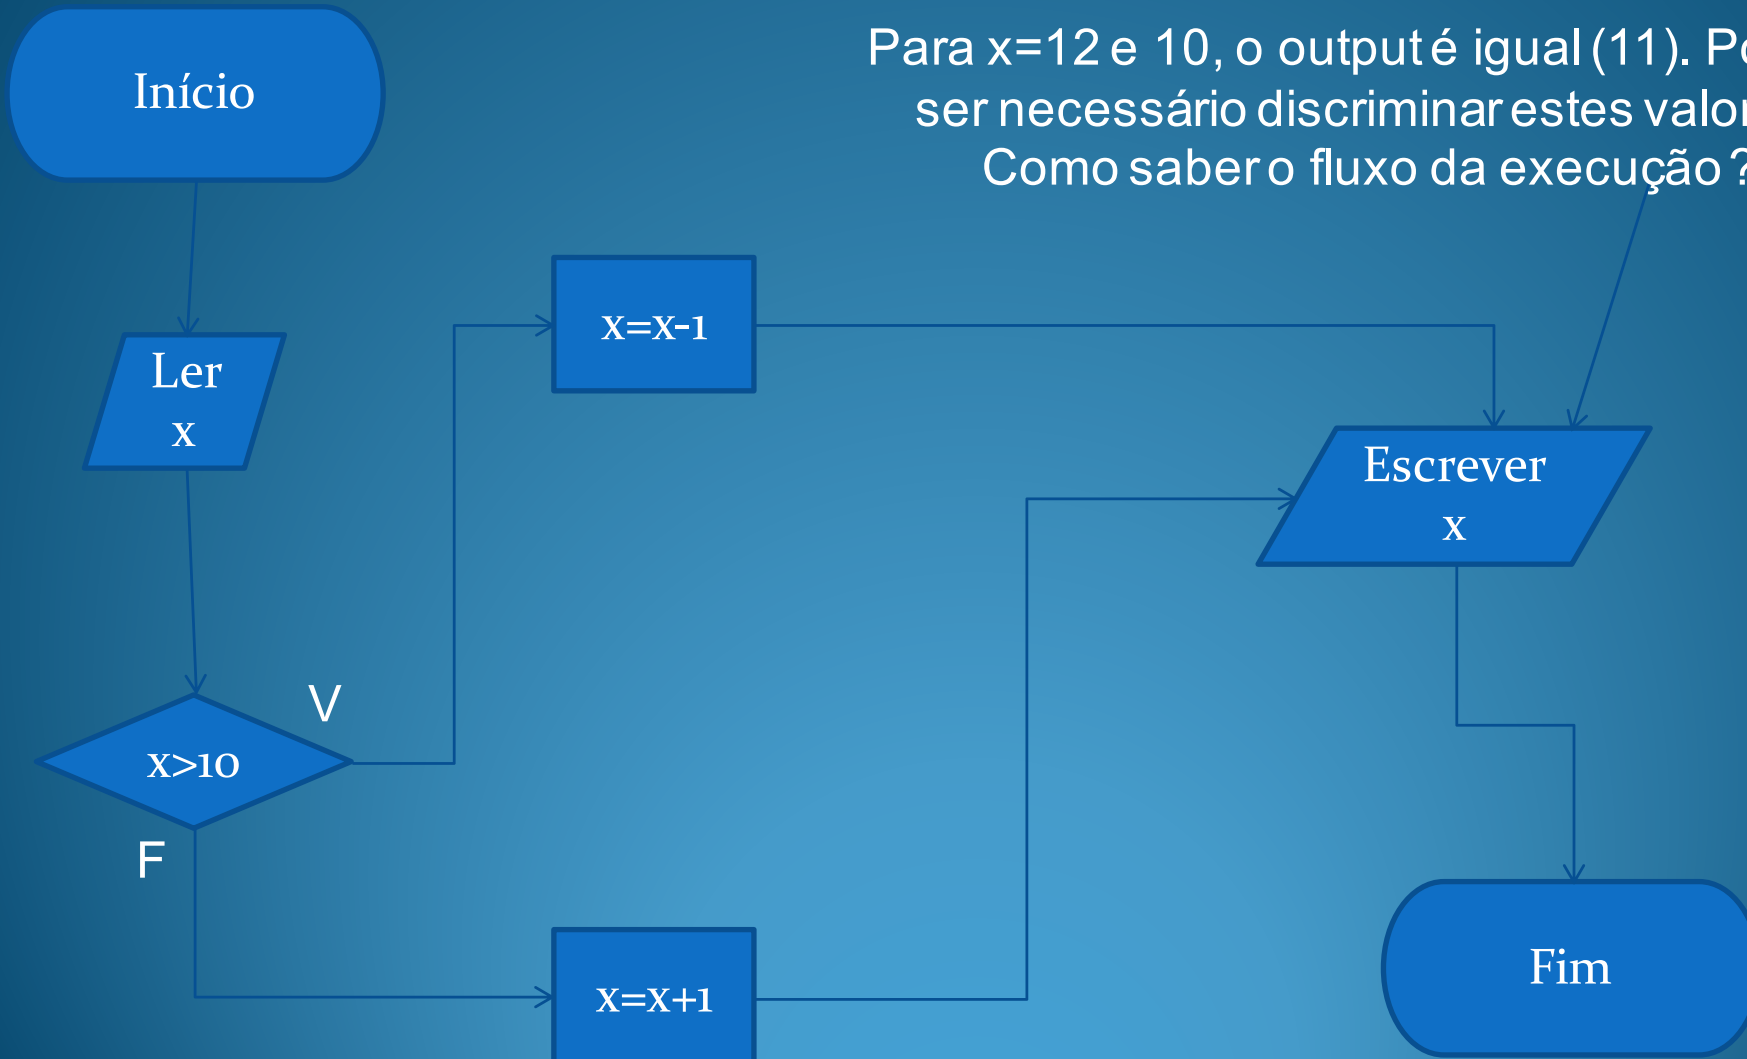 Início
Para x=12 e 10, o output é igual (11).
ser necessário discriminar estes
Como saber o fluxo da execução?
x=x-1
Ler
x
Escrever
x
V
x>10
F
Fim
x=x+1